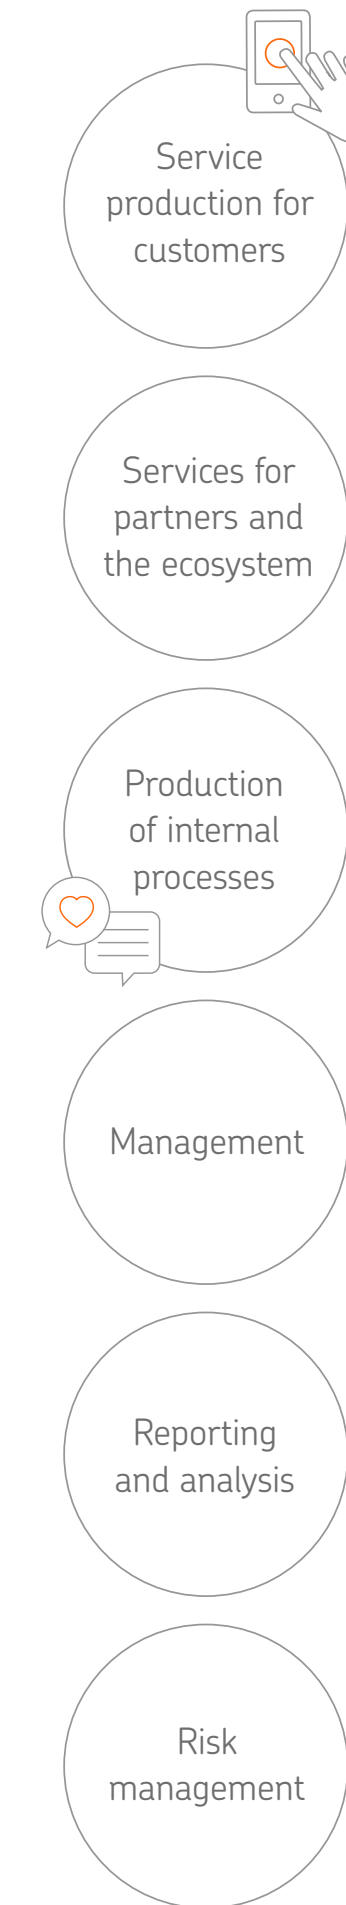 Service
production for
customers
Services for
partners and
the ecosystem
Production
of internal
processes
Management
Reporting
and analysis
Risk
management